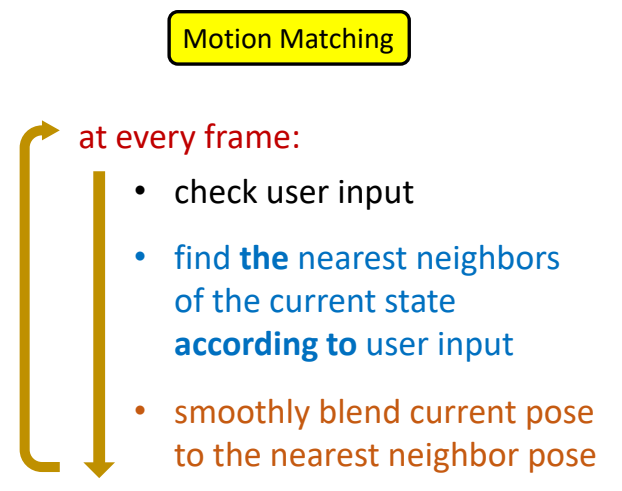 Motion Matching
at every frame:
• check user input
• find the nearest neighbors
of the current state
according to user input
• smoothly blend current pose
to the nearest neighbor pose